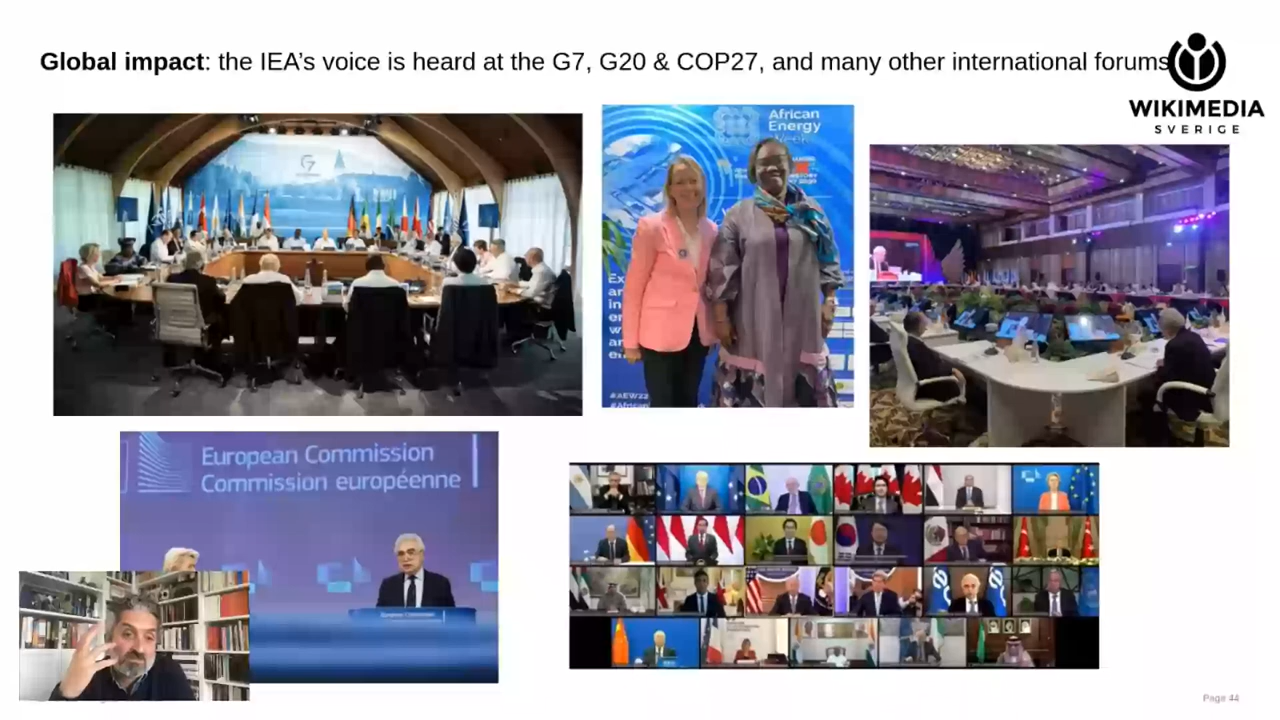 Global impact: the IEA's voice is heard at the G7, G20 & COP27, and many other international forums
WIKIMEDIA
SVERIGE
G7
African
Energy
Week
European Commission
Commission européenne
#AEW22
Page 44